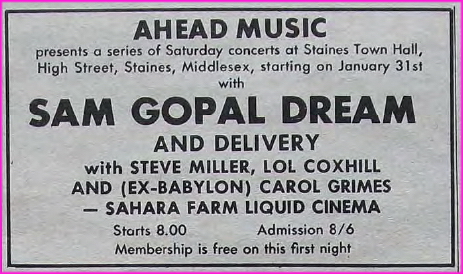 AHEAD MUSIC
presents a series of Saturday concerts at Staines Town Hall,
High Street, Staines, Middlesex, starting on January 31st
with
SAM GOPAL DREAM
AND DELIVERY
with STEVE MILLER, LOL COXHILL
AND (EX-BABYLON) CAROL GRIMES
— SAHARA FARM LIQUID CINEMA
Starts 8.00 Admission 8/6
Membership is free on this first night